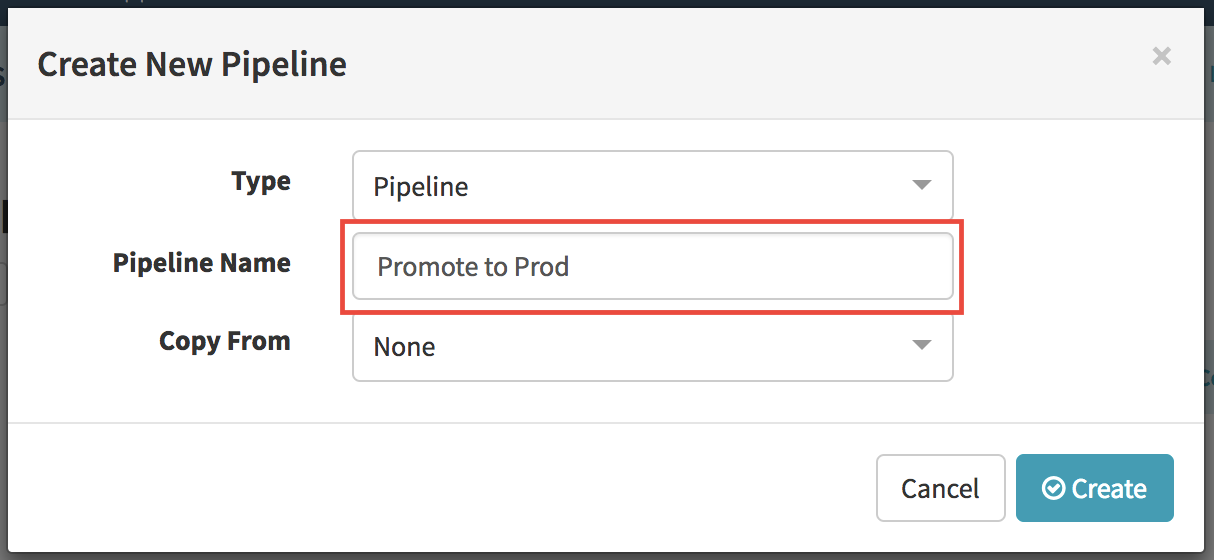 Create New Pipeline
×
Type
Pipeline
Pipeline Name
Promote to Prod
Copy From
None
Cancel
Create